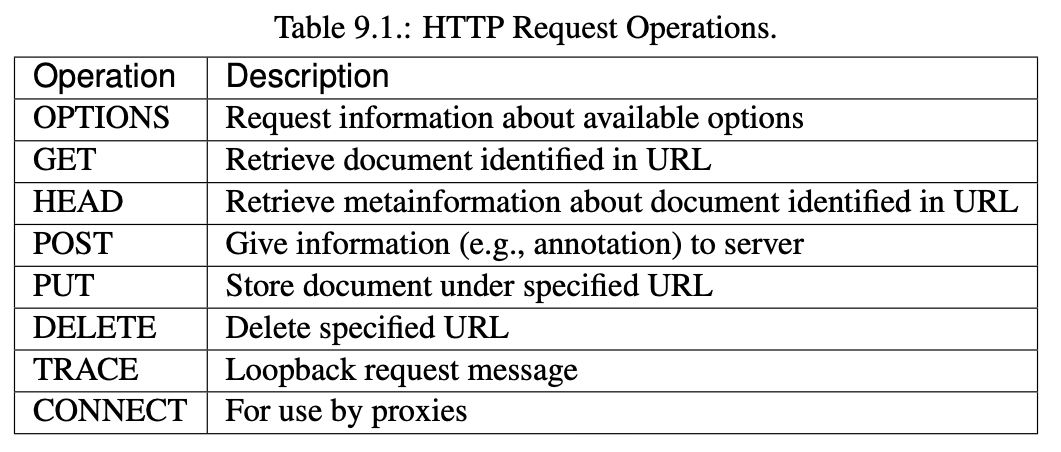 Table 9.1.: HTTP Request Operations.
Operation Description
OPTIONS Request information about available options
GET Retrieve document identified in URL
HEAD Retrieve metainformation about document identified in URL
POST Give information (e.g., annotation) to server
PUT Store document under specified URL
DELETE Delete specified URL
TRACE Loopback request message
CONNECT For use by proxies